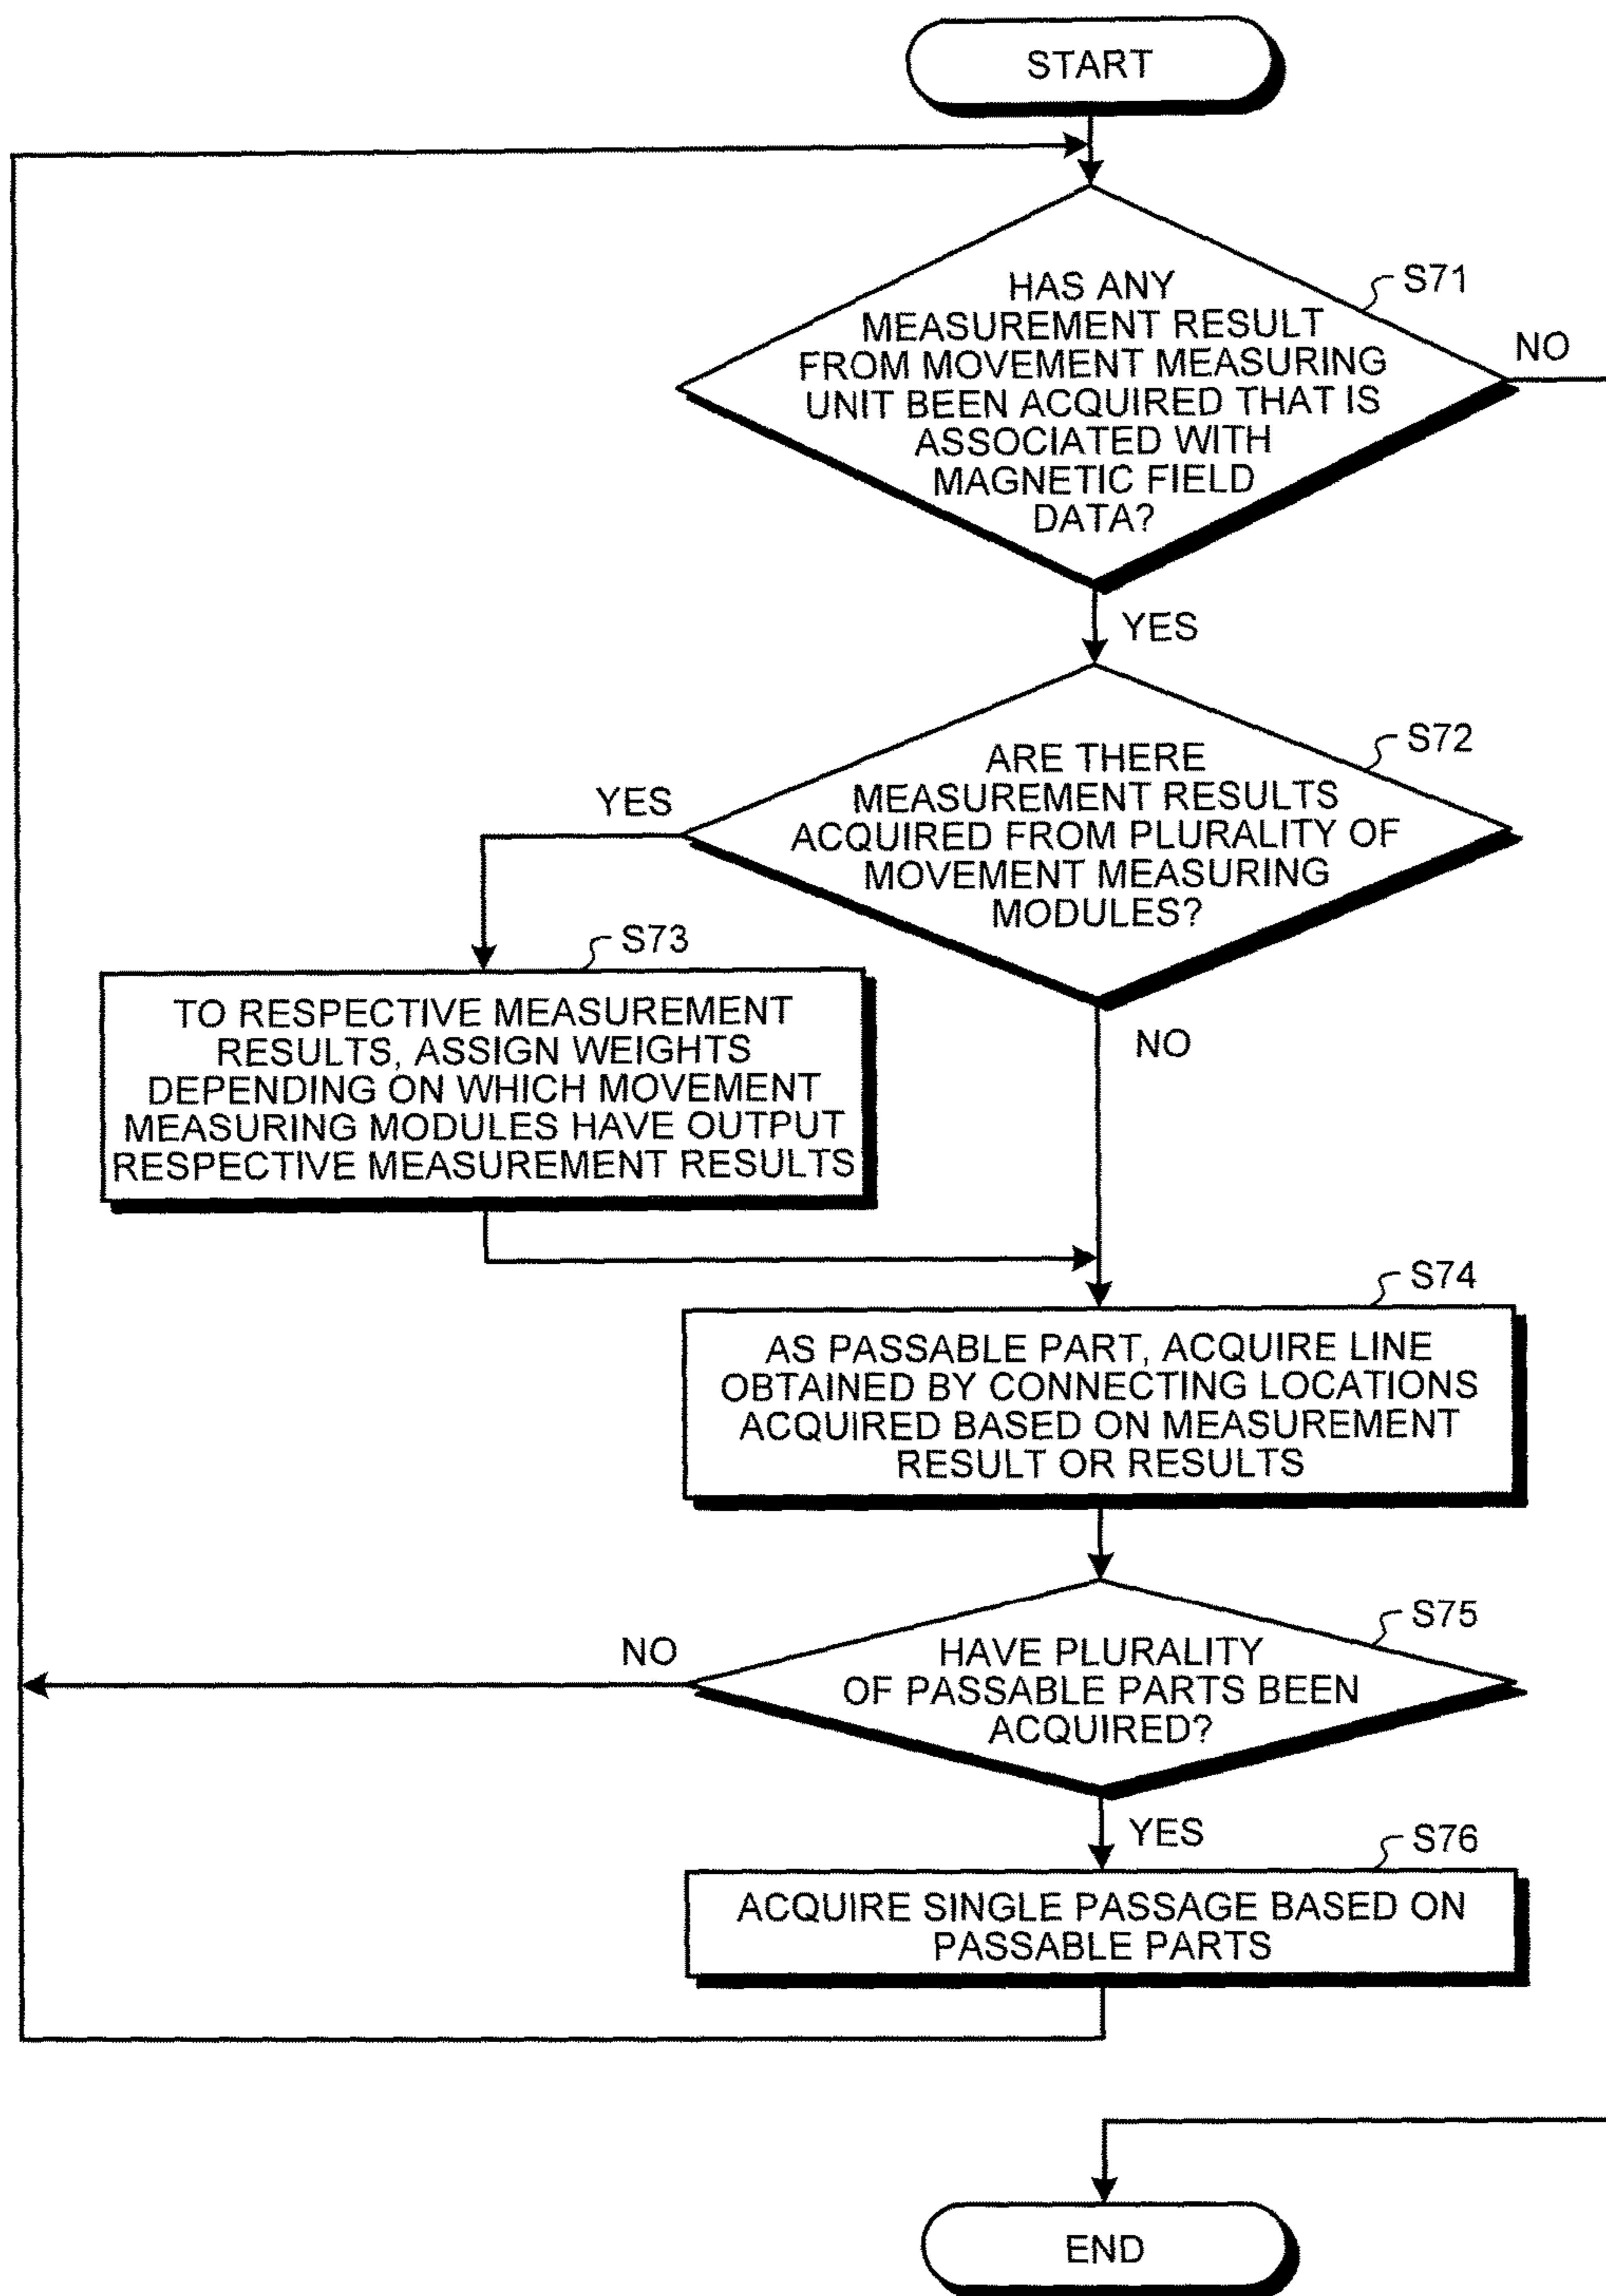 START
HAS ANY
MEASUREMENT RESULT
FROM MOVEMENT MEASURING
UNIT BEEN ACQUIRED THAT IS
ASSOCIATED WITH
MAGNETIC FIELD
DATA?
S71
NO
YES
ARE THERE
MEASUREMENT RESULTS
ACQUIRED FROM PLURALITY OF
MOVEMENT MEASURING
MODULES?
S72
YES
NO
S73
TO RESPECTIVE MEASUREMENT
RESULTS, ASSIGN WEIGHTS
DEPENDING ON WHICH MOVEMENT
MEASURING MODULES HAVE OUTPUT
RESPECTIVE MEASUREMENT RESULTS
S74
AS PASSABLE PART, ACQUIRE LINE
OBTAINED BY CONNECTING LOCATIONS
ACQUIRED BASED ON MEASUREMENT
RESULT OR RESULTS
S75
HAVE PLURALITY
OF PASSABLE PARTS BEEN
ACQUIRED?
NO
YES
S76
ACQUIRE SINGLE PASSAGE BASED ON
PASSABLE PARTS
END